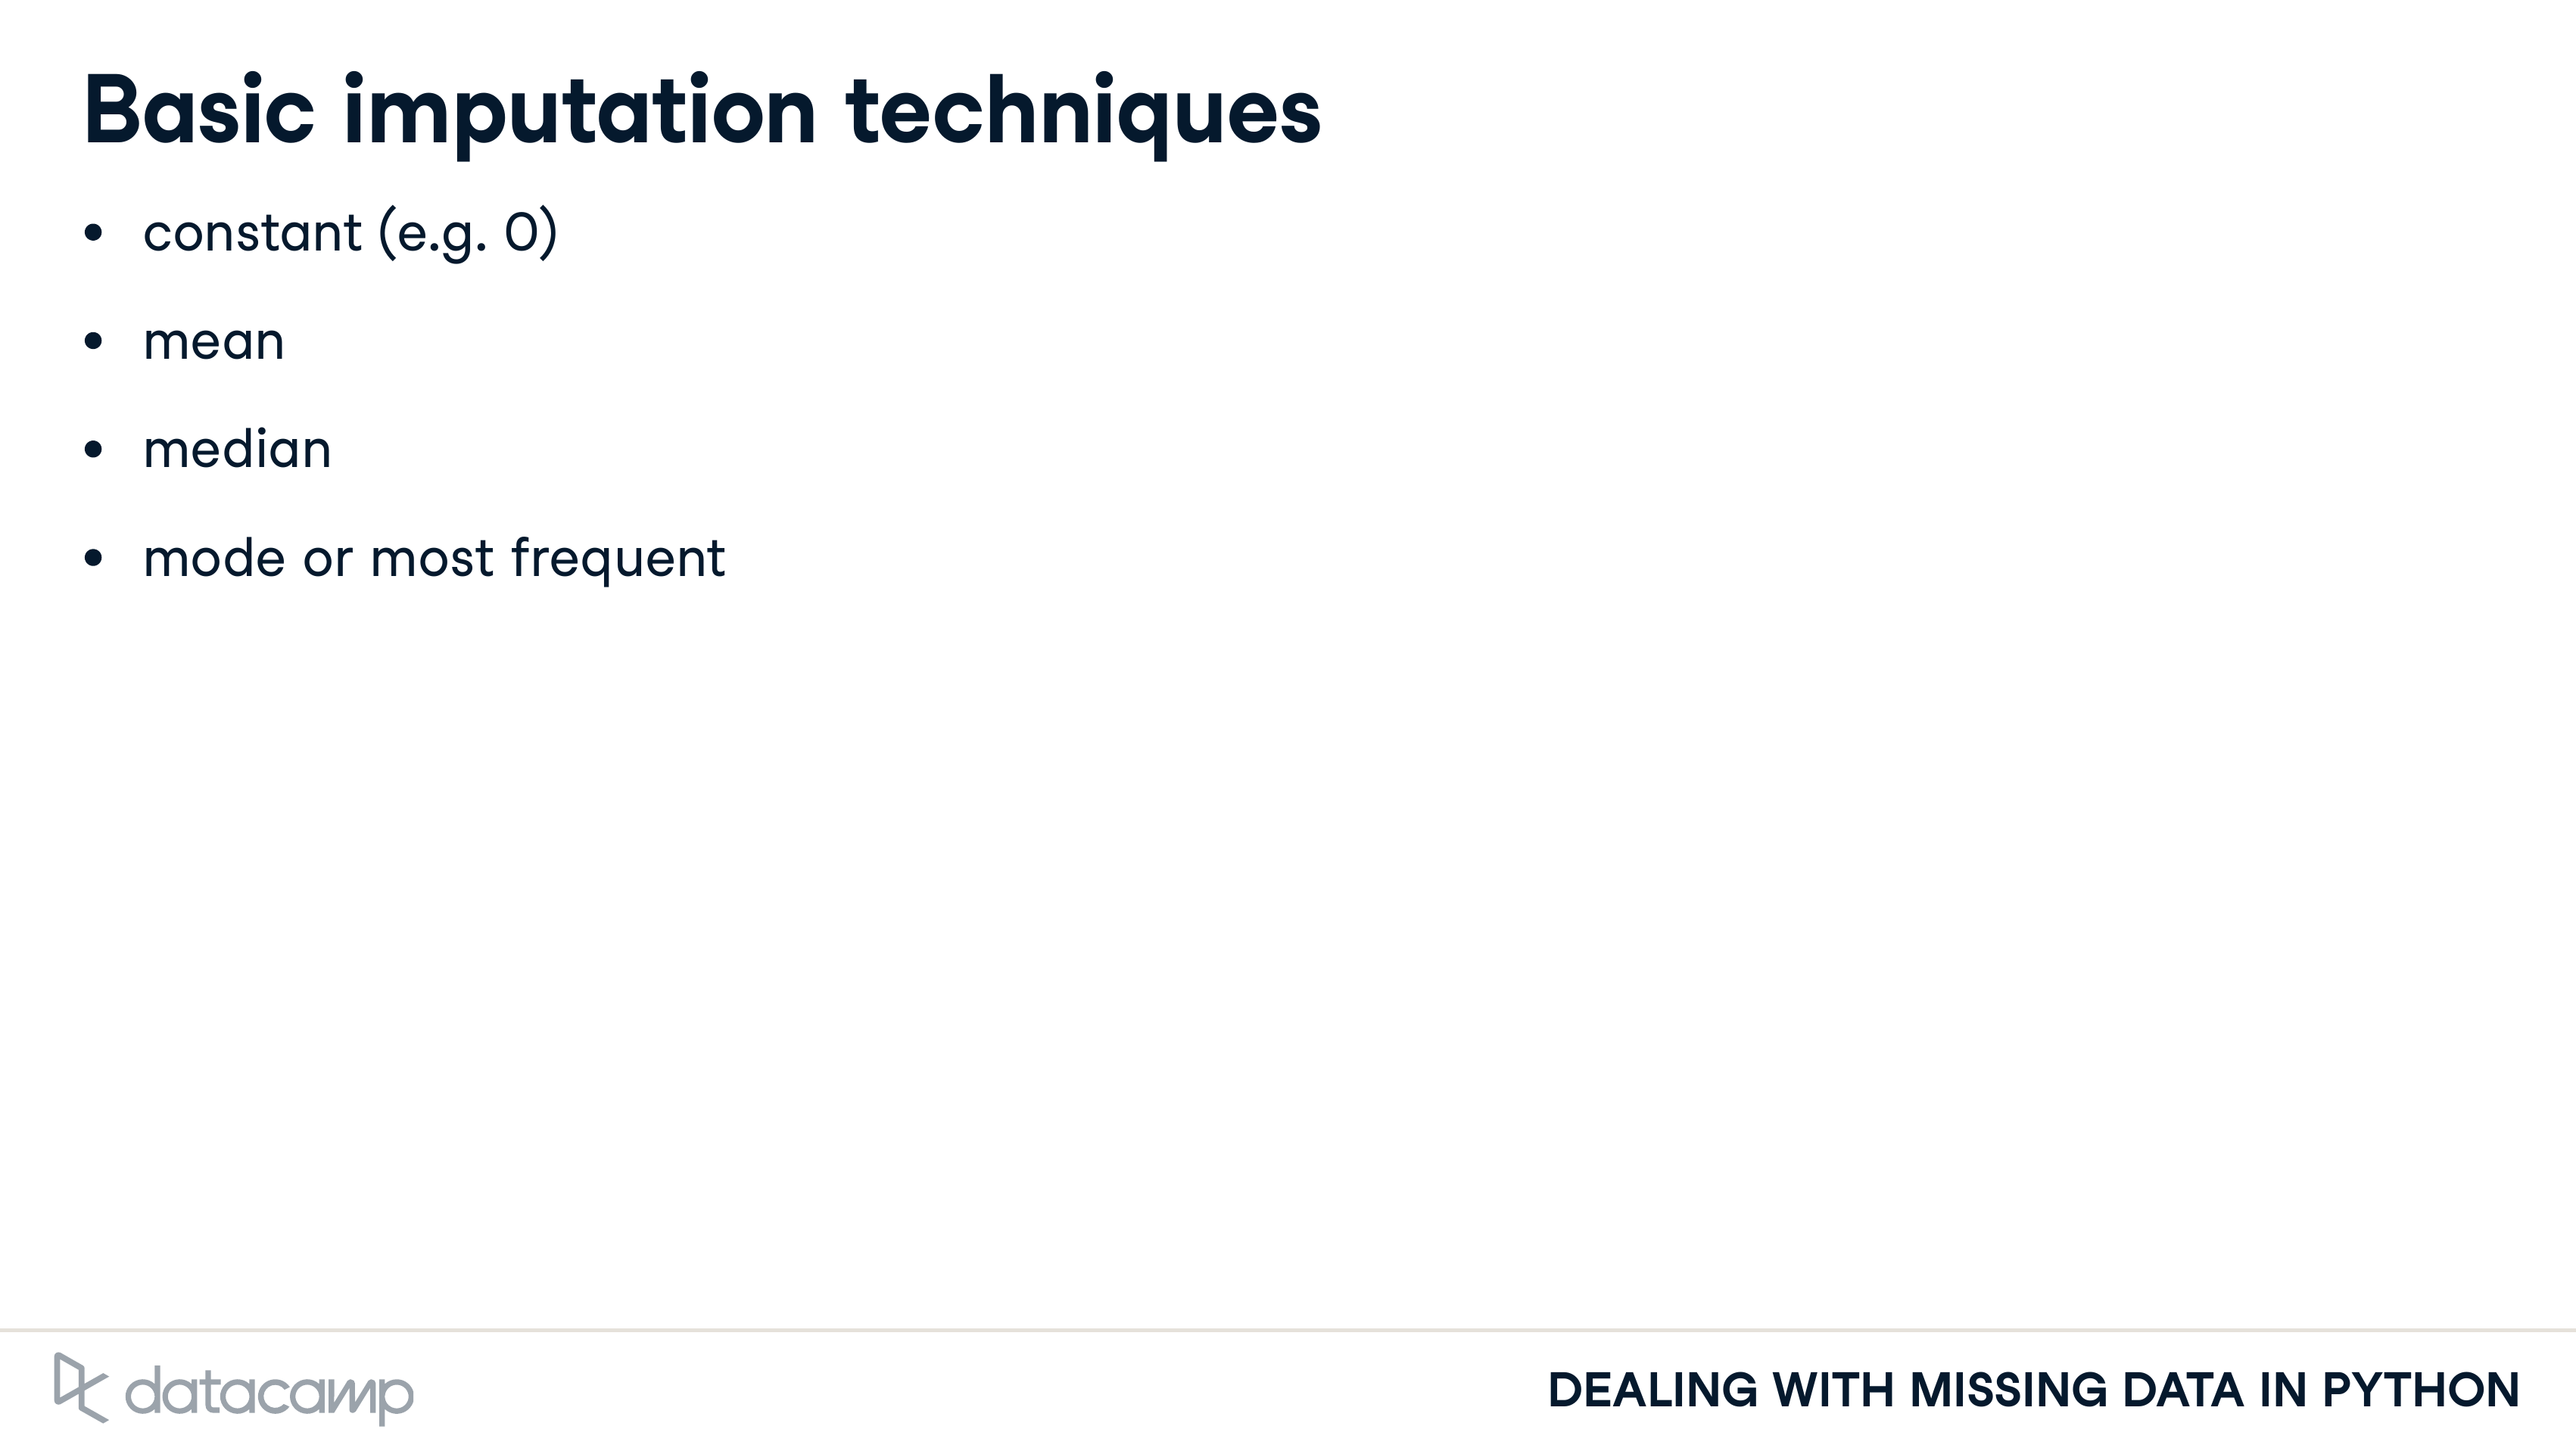 Basic imputation techniques
• constant (e.g. 0)
• mean
• median
• mode or most frequent
datacamp
DEALING WITH MISSING DATA IN PYTHON